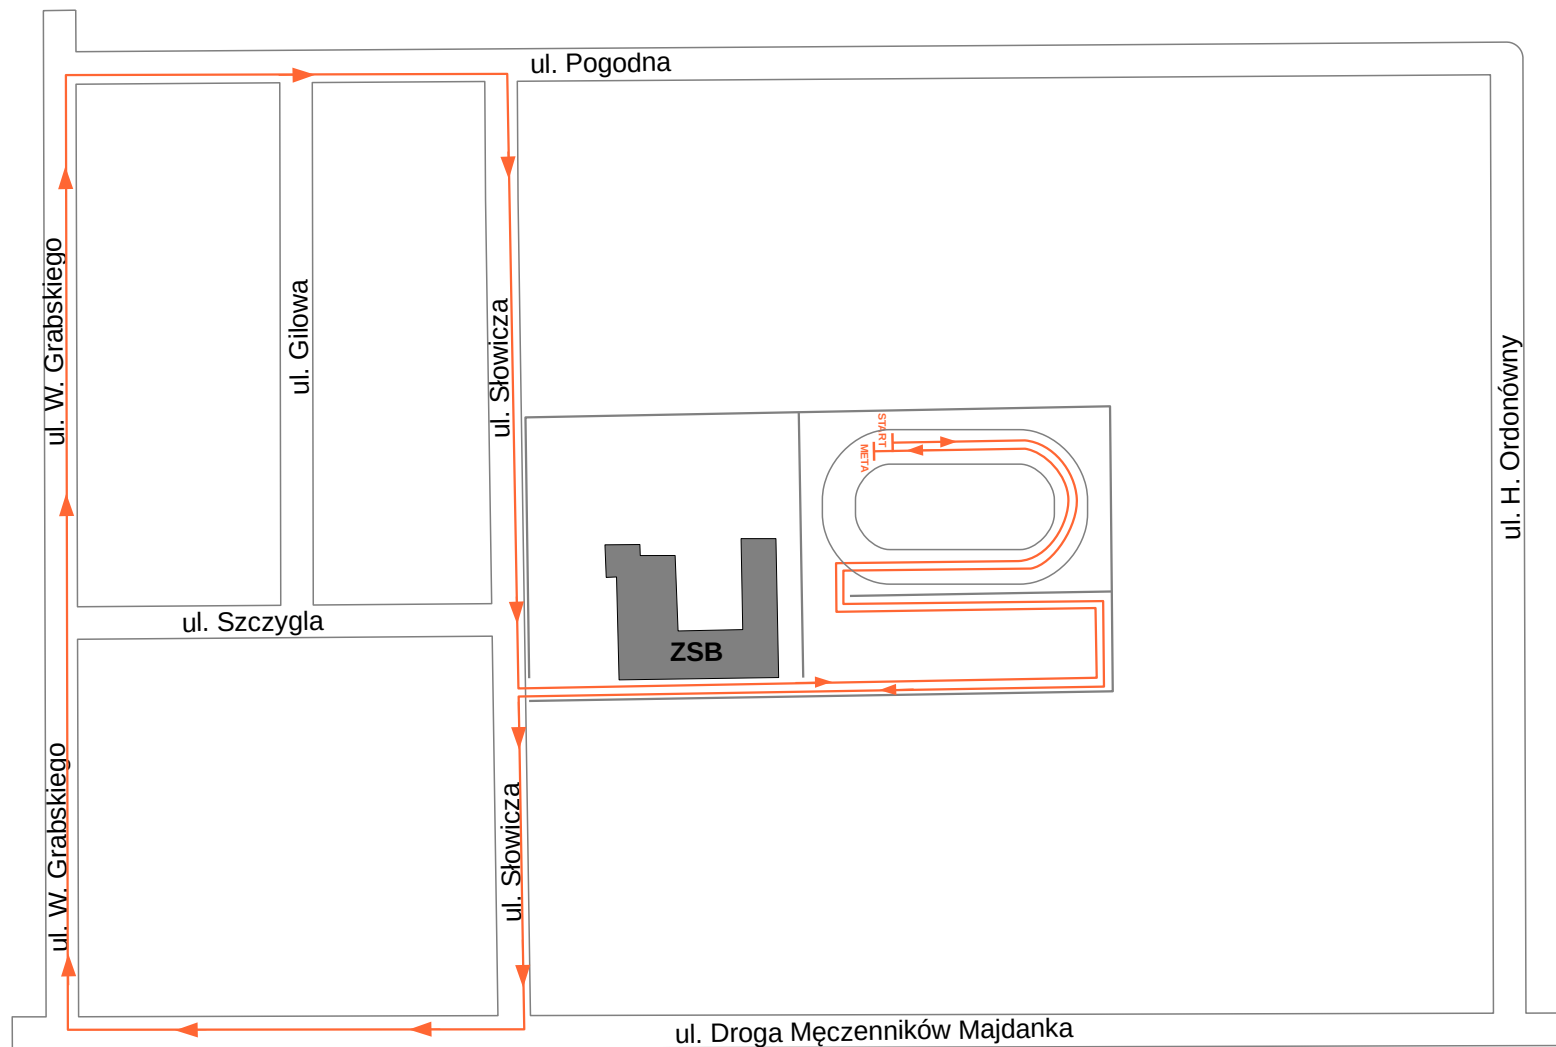 ul. Pogodna
ul. W. Grabskiego
ul. Gilowa
ul. Słowicza
ul. H. Ordonówny
START
META
ul. Szczygla
ZSB
ul. W. Grabskiego
ul. Słowicza
ul. Droga Męczenników Majdanka